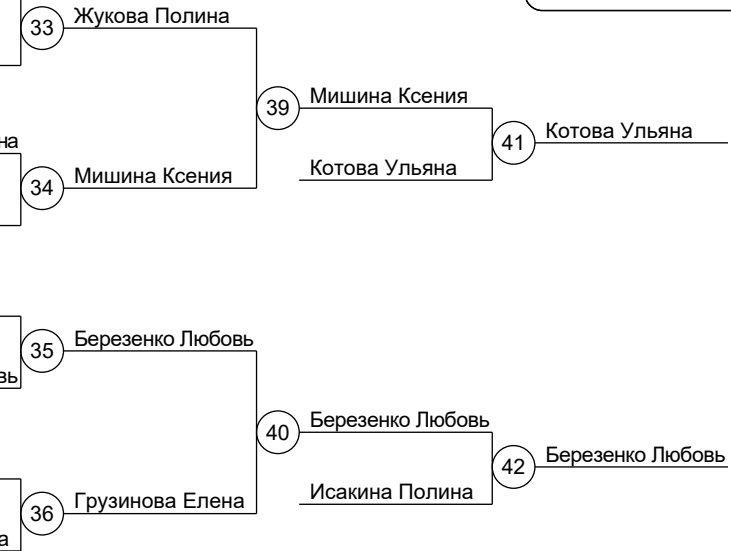 33 Жукова Полина
39 Мишина Ксения
41 Котова Ульяна
Котова Ульяна
34 Мишина Ксения
35 Березенко Любовь
40 Березенко Любовь
42 Березенко Любовь
Исакина Полина
36 Грузинова Елена